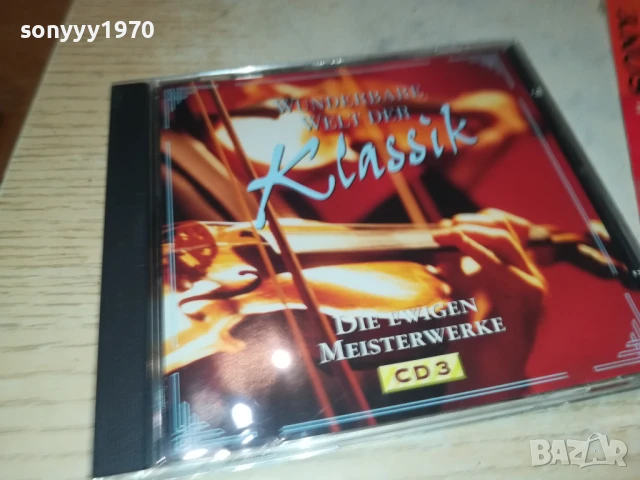 sonyyy1970
WUNDERBARE
WELT DER
Klassik
DIE EWIGEN
MEISTERWERKE
CD 3
BAZAR